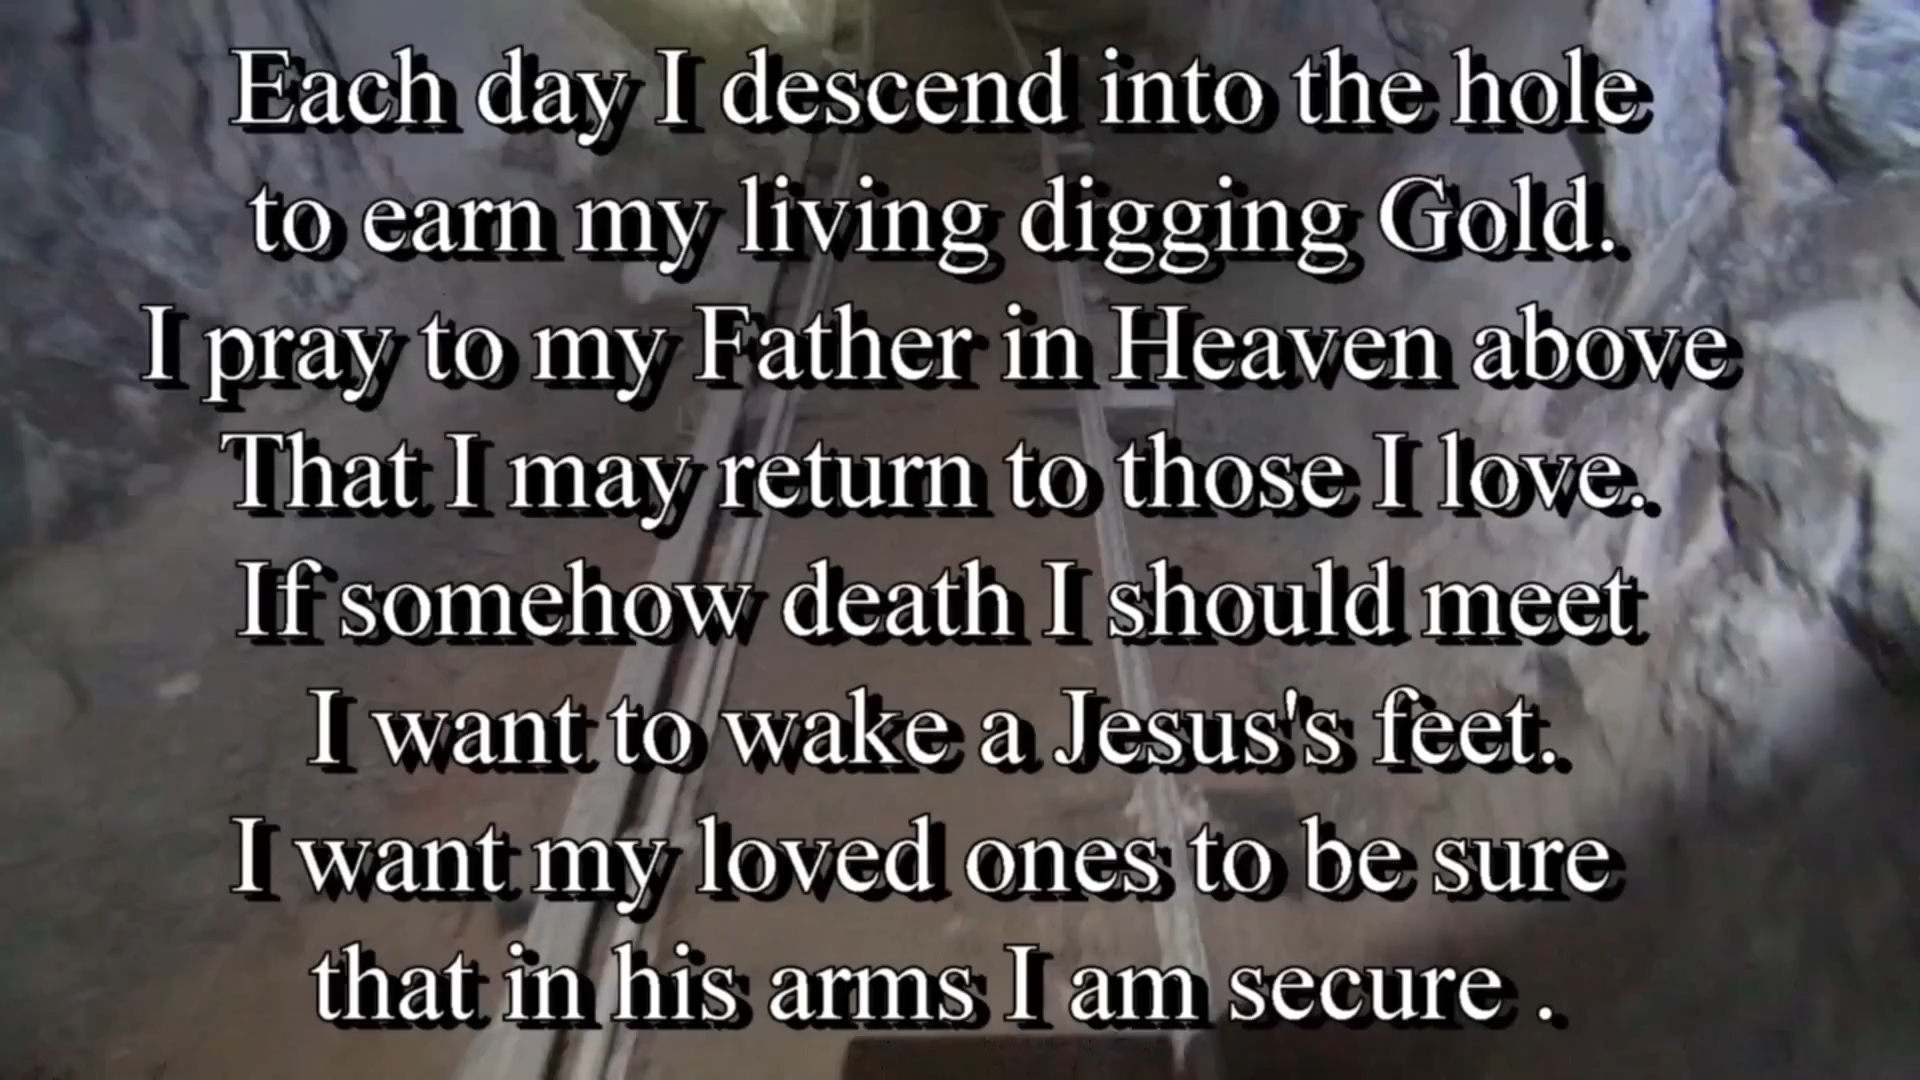 Each day I descend into the hole
to earn my living digging Gold.
I pray to my Father in Heaven above
That I may return to those I love.
If somehow death I should meet
I want to wake a Jesus's feet.
I want my loved ones to be sure
that in his arms I am secure .